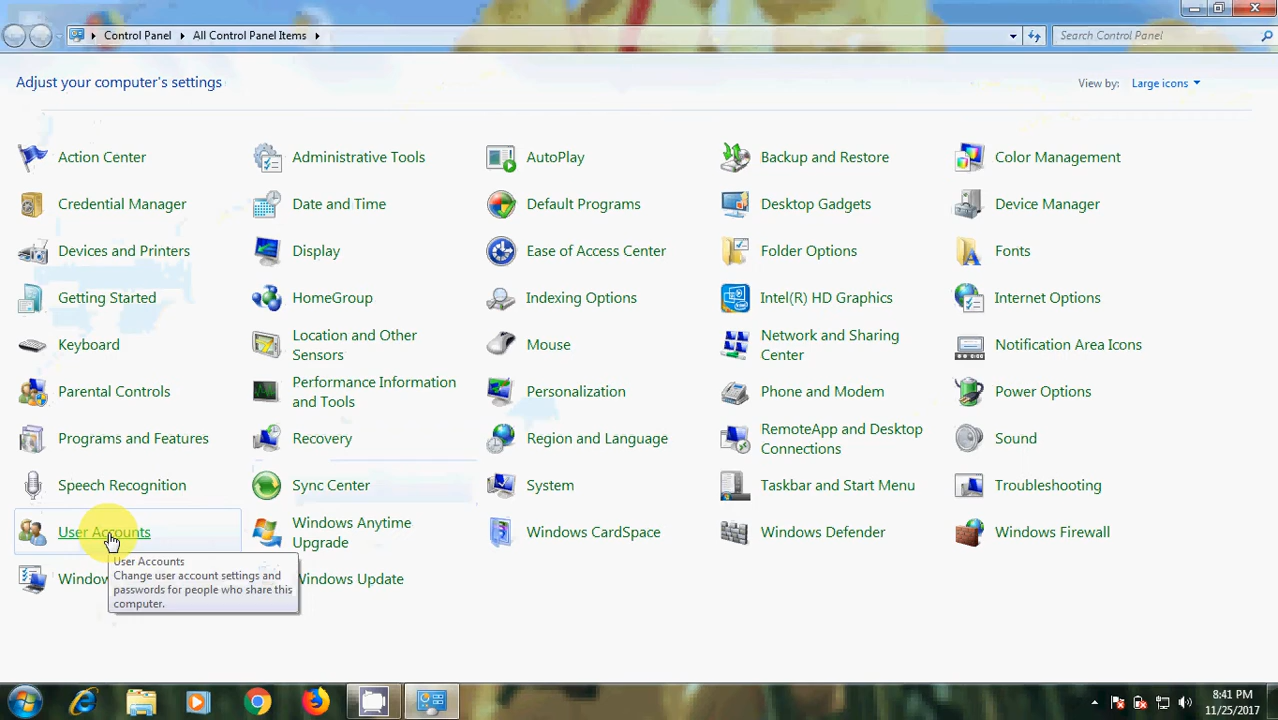 Control Panel All Control Panel Items
Search Control Panel
Adjust your computer's settings
View by: Large icons
Action Center
Administrative Tools
AutoPlay
Backup and Restore
Color Management
Credential Manager
Date and Time
Default Programs
Desktop Gadgets
Device Manager
Devices and Printers
Display
Ease of Access Center
Folder Options
Fonts
Getting Started
HomeGroup
Indexing Options
Intel(R) HD Graphics
Internet Options
Keyboard
Location and Other
Sensors
Mouse
Network and Sharing
Center
Notification Area Icons
Parental Controls
Performance Information
and Tools
Personalization
Phone and Modem
Power Options
Programs and Features
Recovery
Region and Language
RemoteApp and Desktop
Connections
Sound
Speech Recognition
Sync Center
System
Taskbar and Start Menu
Troubleshooting
User Accounts
Windows Anytime
Upgrade
Windows CardSpace
Windows Defender
Windows Firewall
User Accounts
Change user account settings and
passwords for people who share this
computer.
Windows Update
8:41 PM
11/25/2017